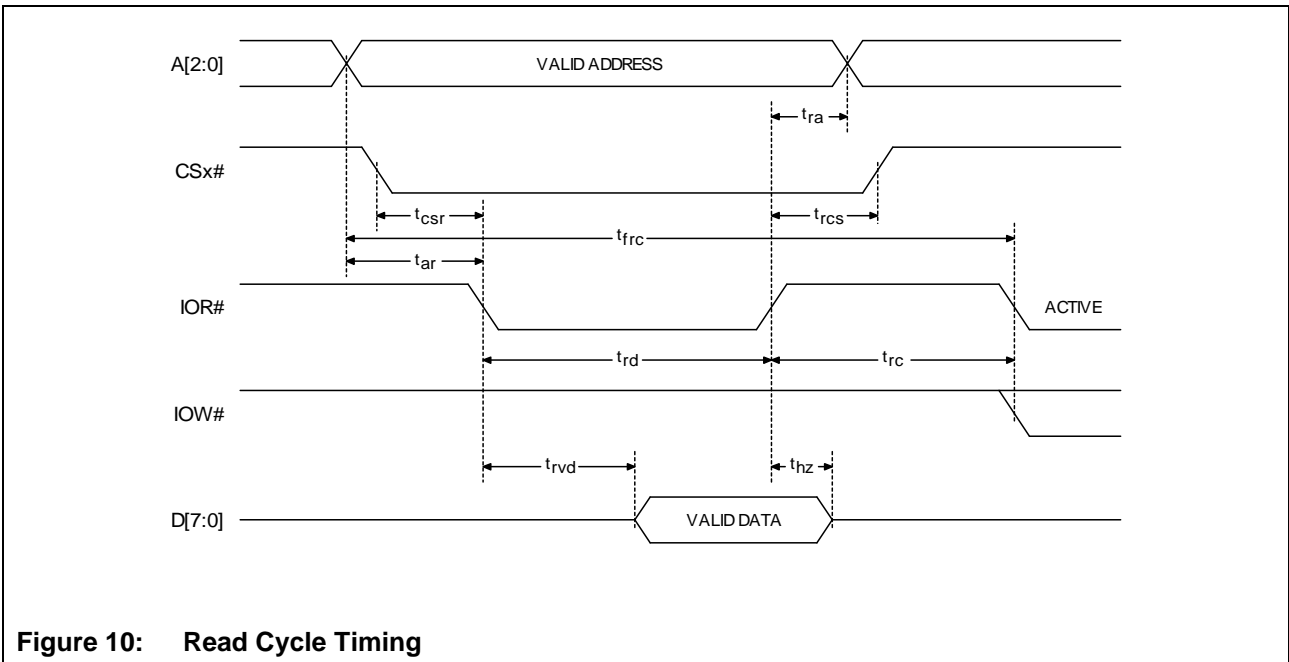 A[2:0]
VALID ADDRESS
tra
CSx#
tcsr
trcs
tfrc
tar
IOR#
ACTIVE
trd
trc
IOW#
trvd
thz
D[7:0]
VALID DATA
Figure 10: Read Cycle Timing